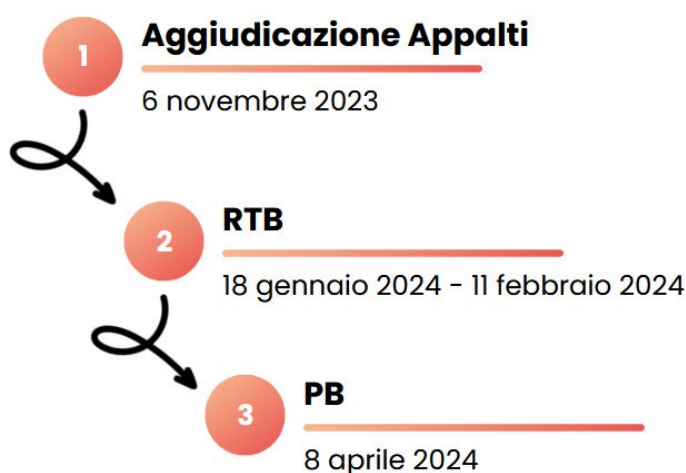 1
Aggiudicazione Appalti
6 novembre 2023
2
RTB
18 gennaio 2024 - 11 febbraio 2024
3
PB
8 aprile 2024